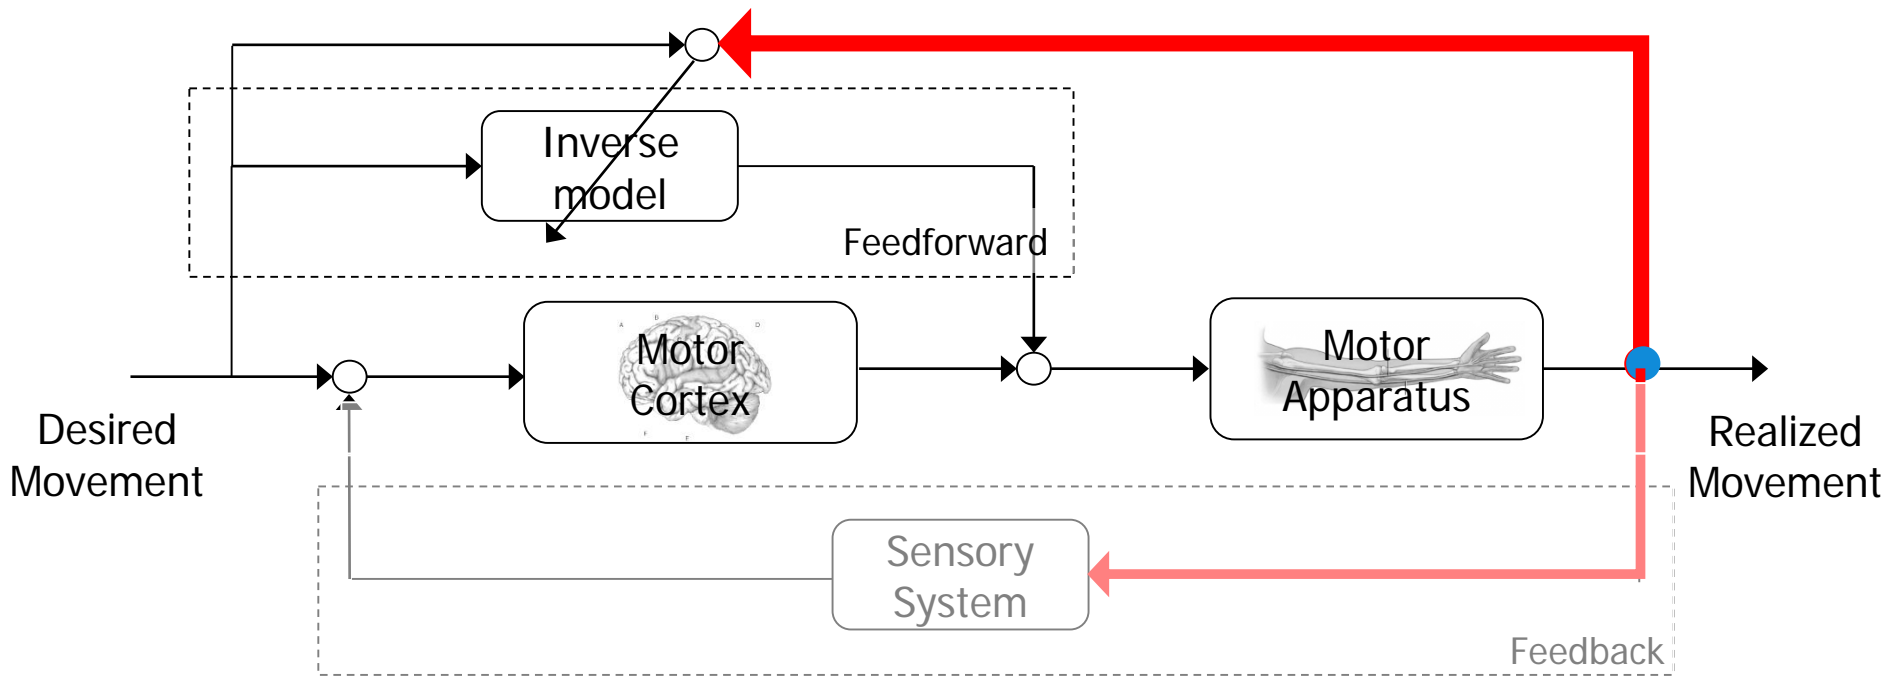 Inverse
model
Feedforward
A
B
D
Motor
Cortex
F
E
Motor
Apparatus
Desired
Movement
Realized
Movement
Sensory
System
Feedback